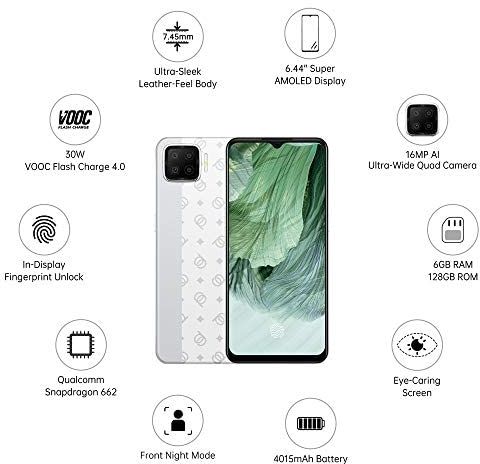 7.45mm
Ultra-Sleek
Leather-Feel Body
6.44" Super
AMOLED Display
VOOC
FLASH CHARGE
30W
VOOC Flash Charge 4.0
16MP AI
Ultra-Wide Quad Camera
In-Display
Fingerprint Unlock
6GB RAM
128GB ROM
Qualcomm
Snapdragon 662
Eye-Caring
Screen
Front Night Mode
4015mAh Battery